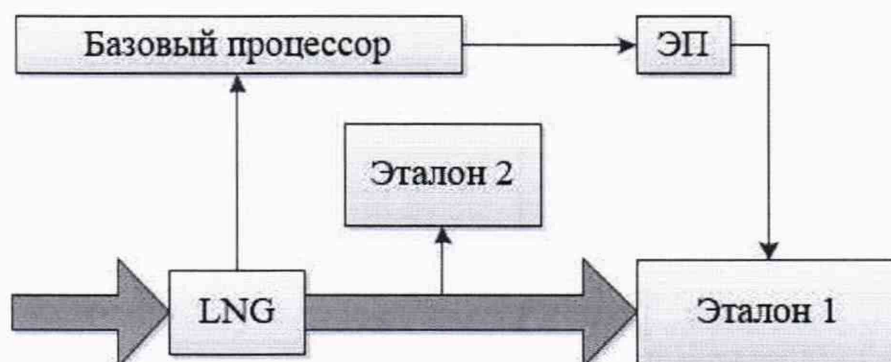 Базовый процессор
ЭП
Эталон 2
LNG
Эталон 1